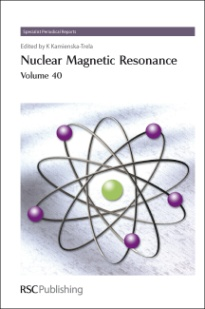 Specialist Periodical Reports
Edited by K Kamienska-Trela
Nuclear Magnetic Resonance
Volume 40
RSC Publishing